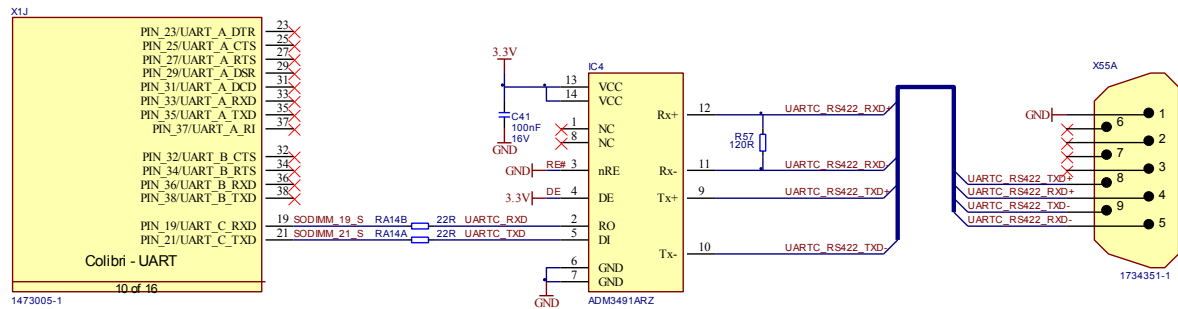 X1J
PIN_23/UART_A_DTR 23
PIN_25/UART_A_CTS 25
PIN_27/UART_A_RTS 27
PIN_29/UART_A_DSR 29
PIN_31/UART_A_DCD 31
PIN_33/UART_A_RXD 33
PIN_35/UART_A_TXD 35
PIN_37/UART_A_RI 37
PIN_32/UART_B_CTS 32
PIN_34/UART_B_RTS 34
PIN_36/UART_B_RXD 36
PIN_38/UART_B_TXD 38
PIN_19/UART_C_RXD 19
PIN_21/UART_C_TXD 21
Colibri - UART
10 of 16
1473005-1
SODIMM_19_S RA14B 22R UARTC_RXD
SODIMM_21_S RA14A 22R UARTC_TXD
3.3V
C41
100nF
16V
GND
GND RE#
3.3V DE
GND
IC4
13 VCC
14 VCC
1 NC
8 NC
3 nRE
4 DE
2 RO
5 DI
6 GND
7 GND
Rx+ 12
Rx- 11
Tx+ 9
Tx- 10
ADM3491ARZ
UARTC_RS422_RXD+
R57
120R
UARTC_RS422_RXD-
UARTC_RS422_TXD+
UARTC_RS422_TXD-
X55A
GND
1
6
2
7
3
UARTC_RS422_TXD+ 8
UARTC_RS422_RXD+ 4
UARTC_RS422_TXD- 9
UARTC_RS422_RXD- 5
1734351-1